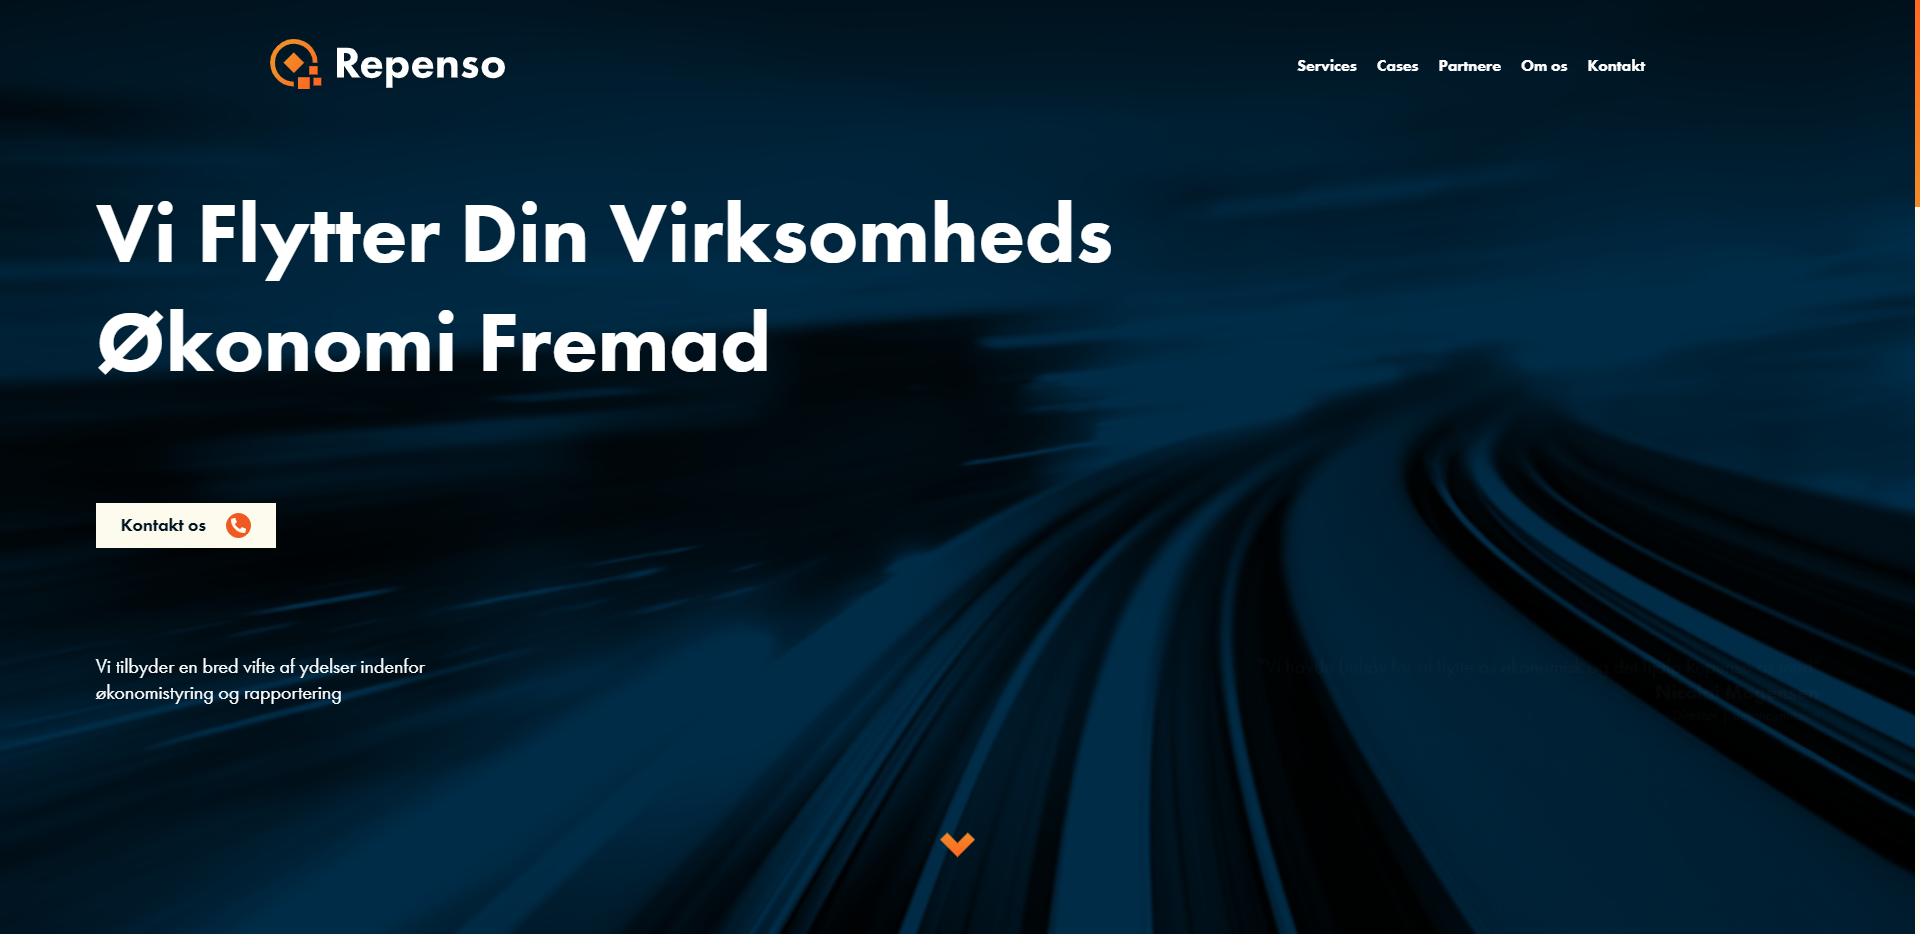 Repenso
Services Cases Partnere Om os Kontakt
Vi Flytter Din Virksomheds
Økonomi Fremad
Kontakt os
Vi tilbyder en bred vifte af ydelser indenfor
økonomistyring og rapportering